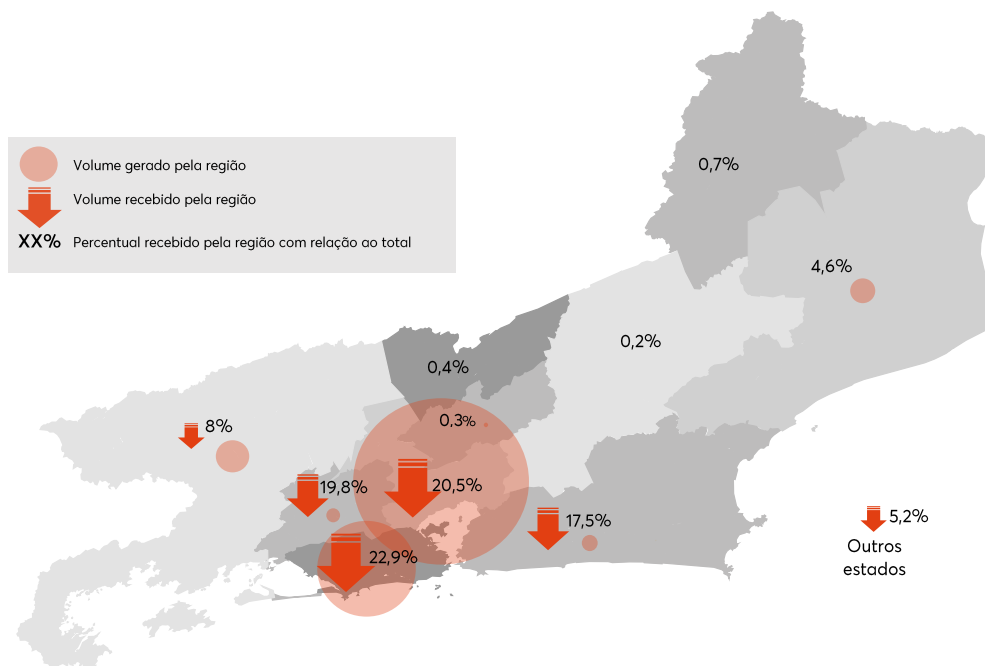 Volume gerado pela região
Volume recebido pela região
XX% Percentual recebido pela região com relação ao total
0,7%
4,6%
0,2%
0,4%
0,3%
8%
19,8%
20,5%
17,5%
22,9%
5,2%
Outros
estados